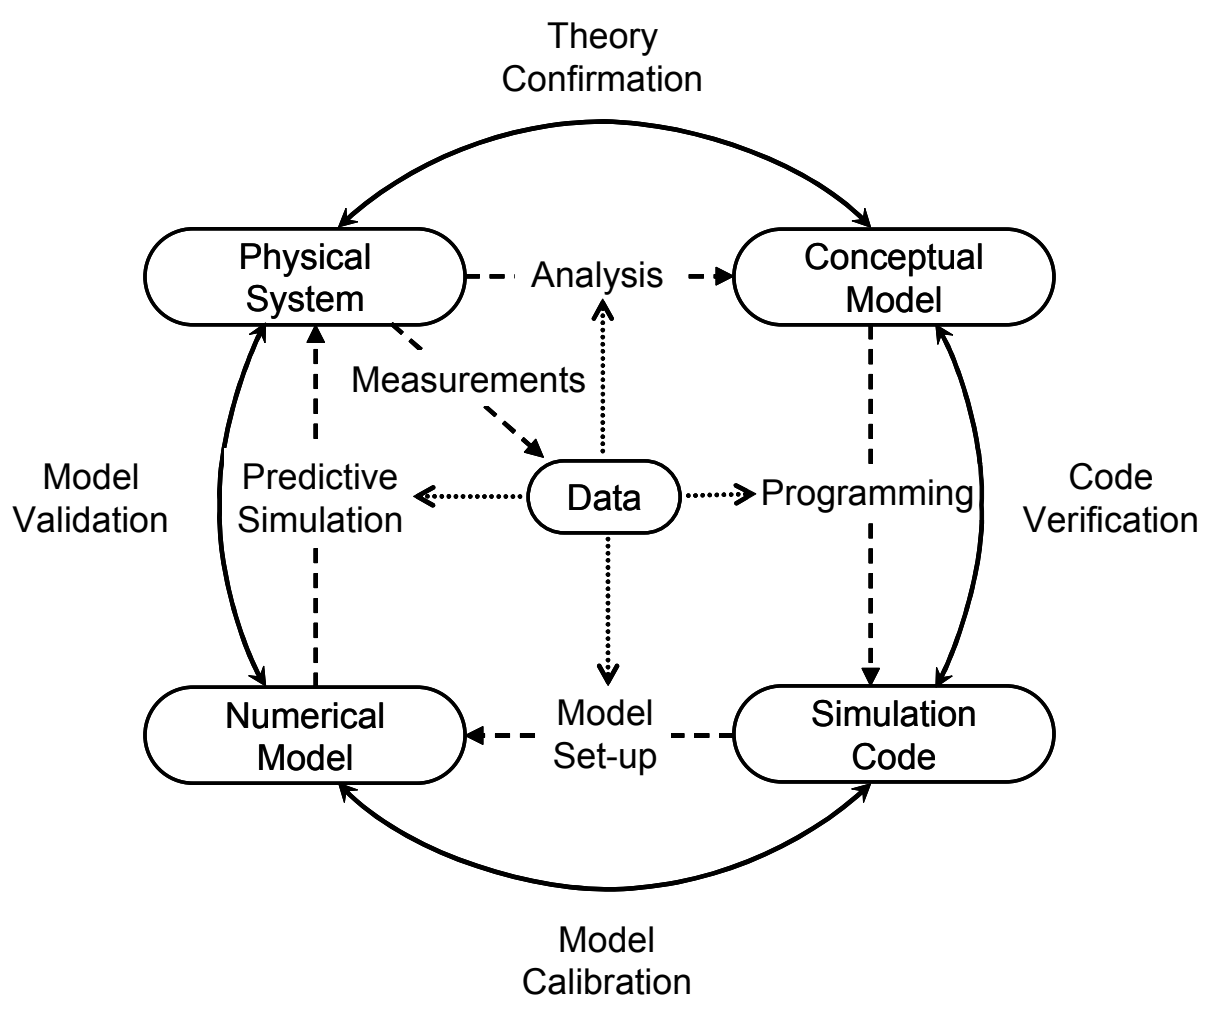 Theory
Confirmation
Physical
System
Analysis
Conceptual
Model
Measurements
Model
Validation
Predictive
Simulation
Data
Programming
Code
Verification
Numerical
Model
Model
Set-up
Simulation
Code
Model
Calibration